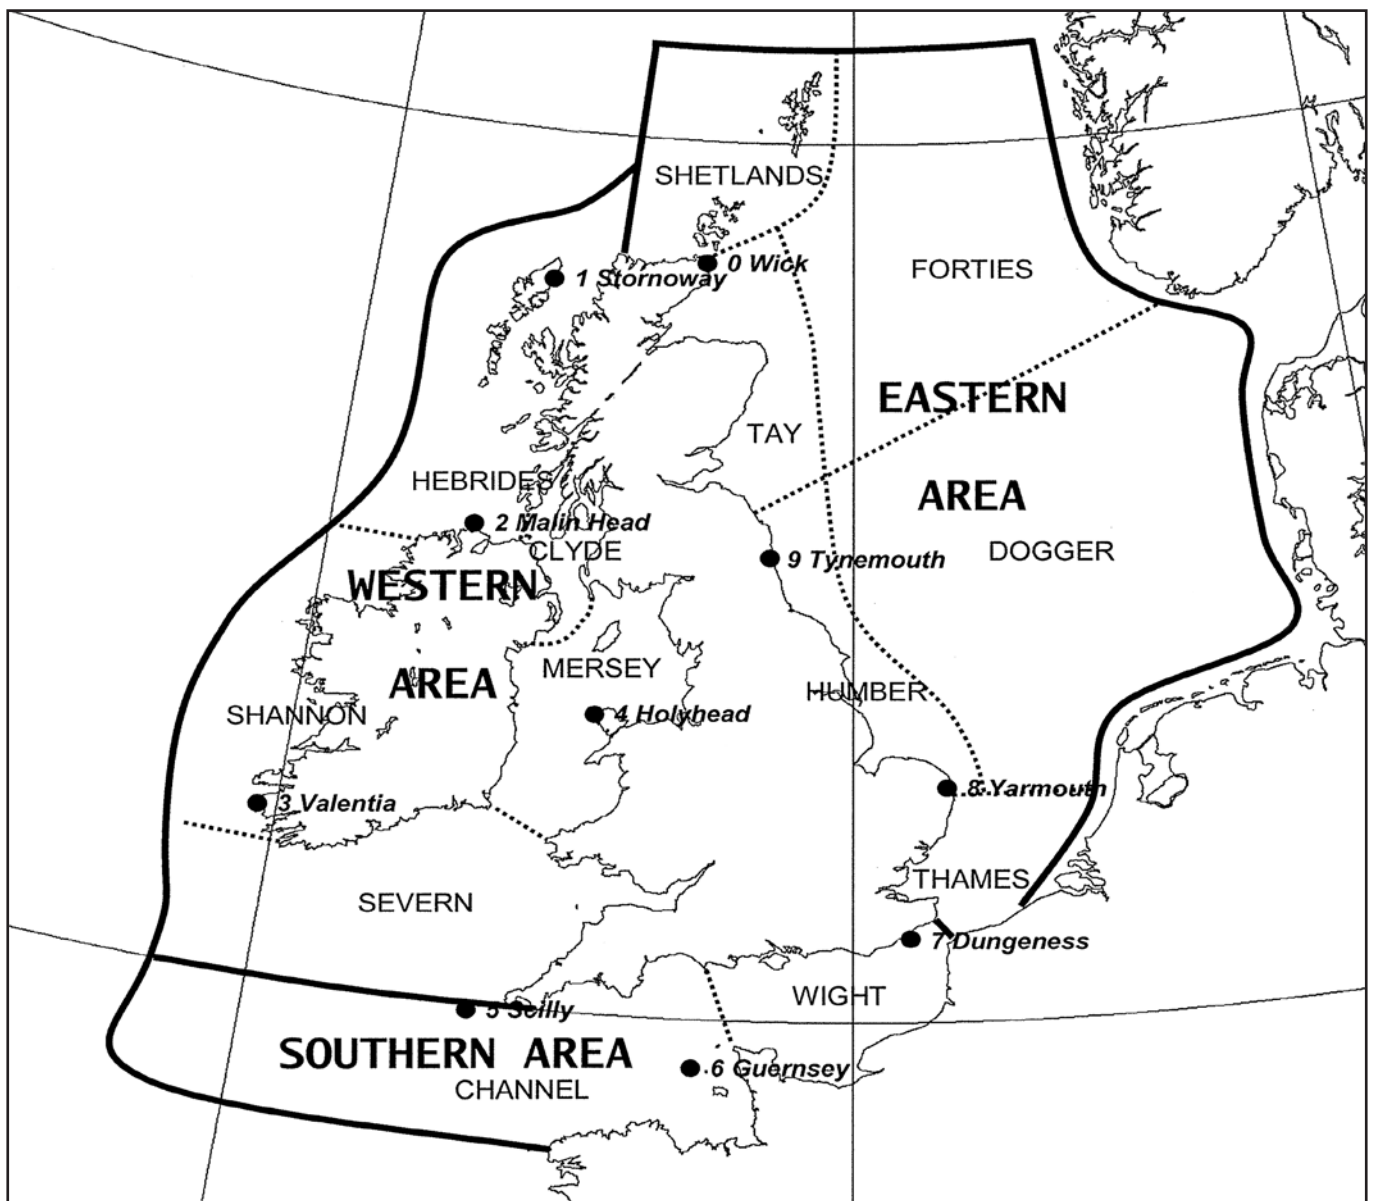 SHETLANDS
0 Wick
FORTIES
1 Stornoway
EASTERN
TAY
HEBRIDES
AREA
2 Malin Head
CLYDE
DOGGER
9 Tynemouth
WESTERN
MERSEY
AREA
HUMBER
SHANNON
4 Holyhead
8 Yarmouth
3 Valentia
THAMES
SEVERN
7 Dungeness
WIGHT
5 Scilly
SOUTHERN AREA
6 Guernsey
CHANNEL